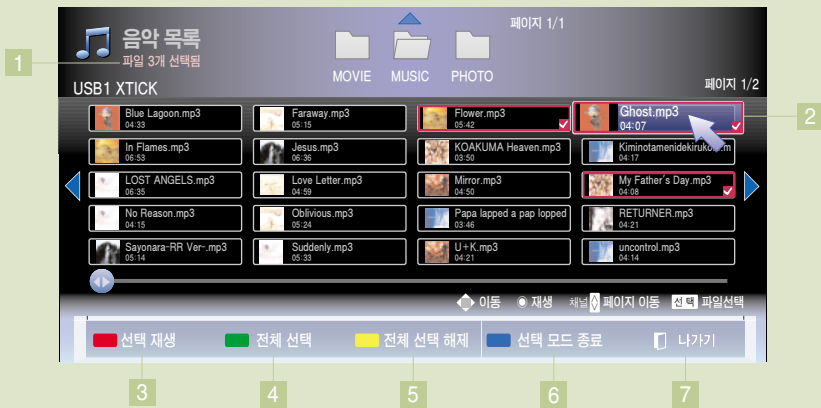 페이지 1/1
음악 목록
1
파일 3개 선택됨
MOVIE MUSIC PHOTO
USB1 XTICK
페이지 1/2
Blue Lagoon.mp3
04:33
Faraway.mp3
05:15
Flower.mp3
05:42
Ghost.mp3
04:07
2
In Flames.mp3
06:53
Jesus.mp3
06:36
KOAKUMA Heaven.mp3
03:50
04:17
LOST ANGELS.mp3
06:35
Love Letter.mp3
04:59
Mirror.mp3
04:50
My Father's Day.mp3
04:08
No Reason.mp3
04:15
Oblivious.mp3
05:24
Papa lapped a pap lopped
03:46
RETURNER.mp3
04:21
Sayonara-RR Ver-.mp3
05:14
Suddenly.mp3
05:33
U+K.mp3
04:21
uncontrol.mp3
04:14
이동 재생 채널 페이지 이동 선택 파일선택
선택 재생 전체 선택 전체 선택 해제 선택 모드 종료 나가기
3 4 5 6 7